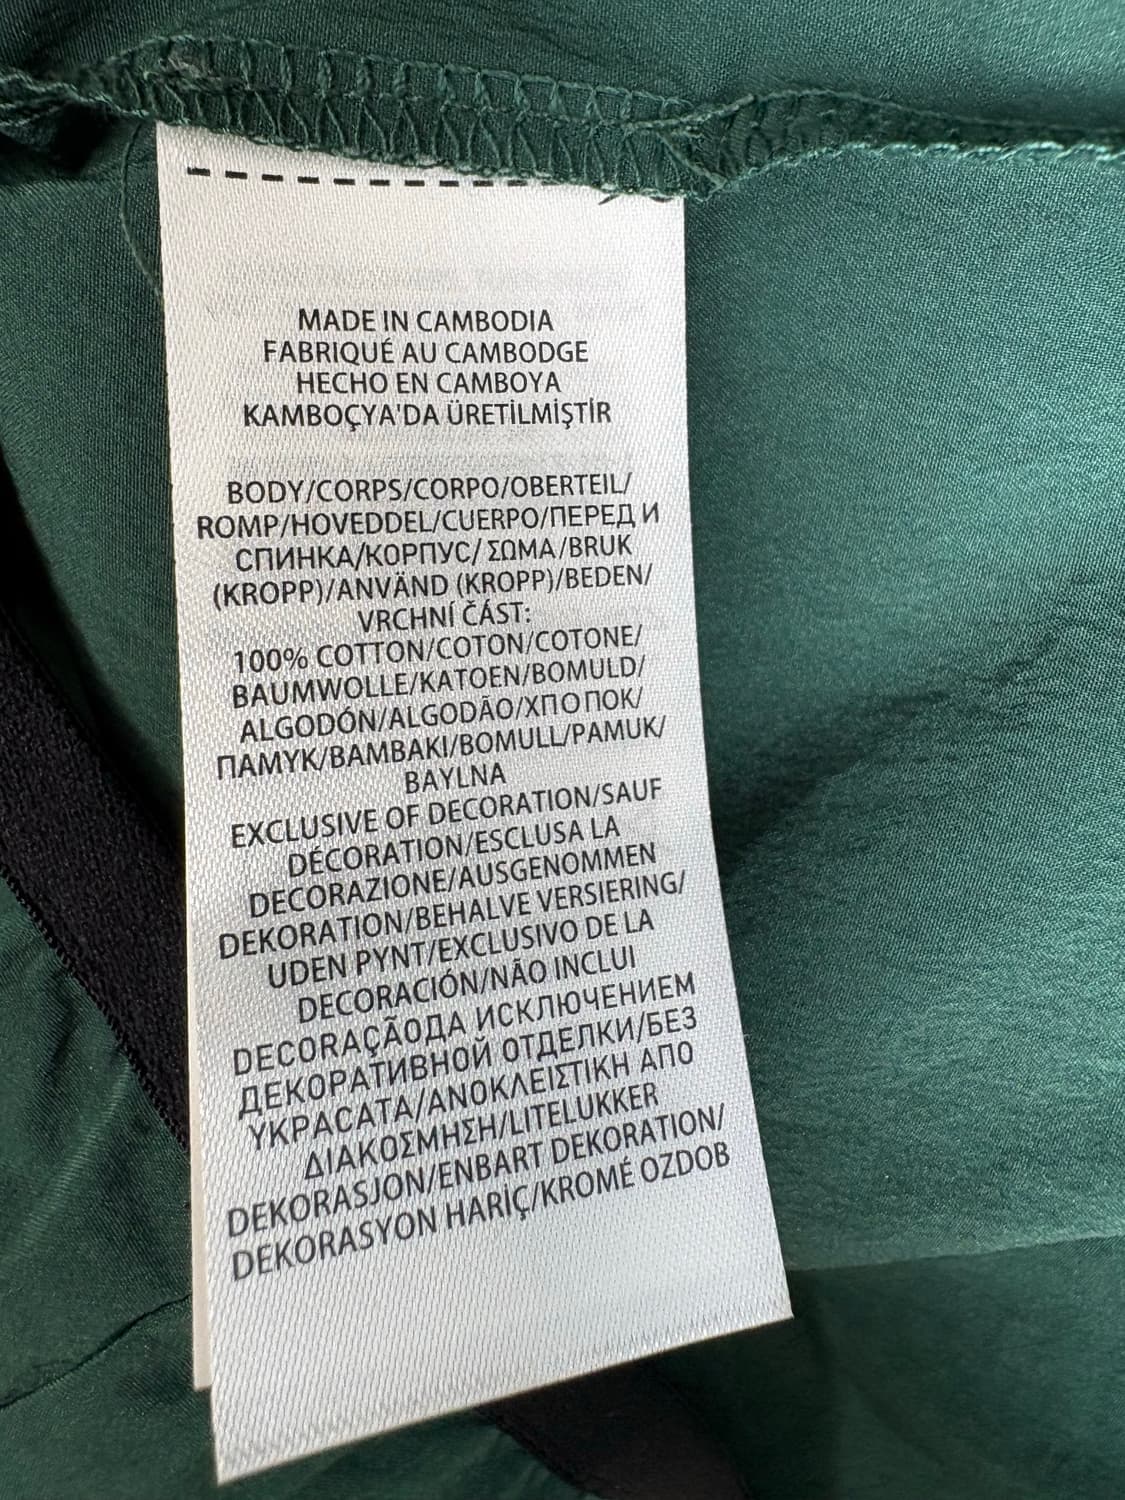 MADE IN CAMBODIA
FABRIQUÉ AU CAMBODGE
HECHO EN CAMBOYA
KAMBOÇYA'DA ÜRETİLMİŞTİR
BODY/CORPS/CORPO/OBERTEIL/
ROMP/HOVEDDEL/CUERPO/ПЕРЕД И
СПИНКА/КОРПУС/ΣΩΜΑ/BRUK
(KROPP)/ANVÄND (KROPP)/BEDEN/
VRCHNÍ ČÁST:
100% COTTON/COTON/COTONE/
BAUMWOLLE/KATOEN/BOMULD/
ALGODÓN/ALGODÃO/ХПОПОК/
ПАМУК/BAMBAKI/BOMULL/PAMUK/
BAYLNA
EXCLUSIVE OF DECORATION/SAUF
DÉCORATION/ESCLUSA LA
DECORAZIONE/AUSGENOMMEN
DEKORATION/BEHALVE VERSIERING/
UDEN PYNT/EXCLUSIVO DE LA
DECORACIÓN/NÃO INCLUI
DECORAÇÃOДА ИСКЛЮЧЕНИЕМ
ДЕКОРАТИВНОЙ ОТДЕЛКИ/БЕЗ
УКРАСАТА/ΑΝΟΚΛΕΙΣΤΙΚΗ ΑΠΟ
ΔΙΑΚΟΣΜΗΣΗ/LITELUKKER
DEKORASJON/ENBART DEKORATION/
DEKORASYON HARİÇ/KROMÉ OZDOB